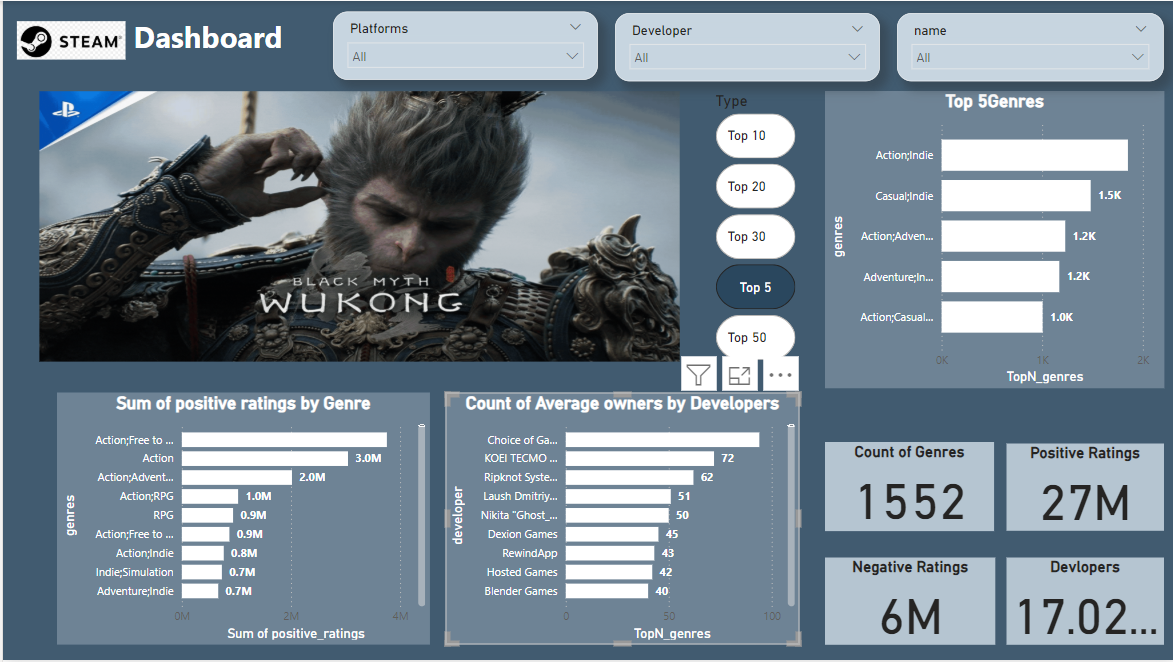 STEAM
Dashboard
Platforms
All
Developer
All
name
All
BLACK MYTH
WUKONG
Type
Top 10
Top 20
Top 30
Top 5
Top 50
Top 5Genres
genres
Action;Indie
Casual;Indie
1.5K
Action;Adven...
1.2K
Adventure;In...
1.2K
Action;Casual...
1.0K
0K
1K
2K
TopN_genres
Sum of positive ratings by Genre
genres
Action;Free to ...
Action
3.0M
Action;Advent...
2.0M
Action;RPG
1.0M
RPG
0.9M
Action;Free to ...
0.9M
Action;Indie
0.8M
Indie;Simulation
0.7M
Adventure;Indie
0.7M
0M
2M
4M
Sum of positive_ratings
Count of Average owners by Developers
developer
Choice of Ga...
KOEI TECMO ...
72
Ripknot Syste...
62
Laush Dmitriy...
51
Nikita "Ghost_...
50
Dexion Games
45
RewindApp
43
Hosted Games
42
Blender Games
40
0
50
100
TopN_genres
Count of Genres
1552
Positive Ratings
27M
Negative Ratings
6M
Devlopers
17.02...